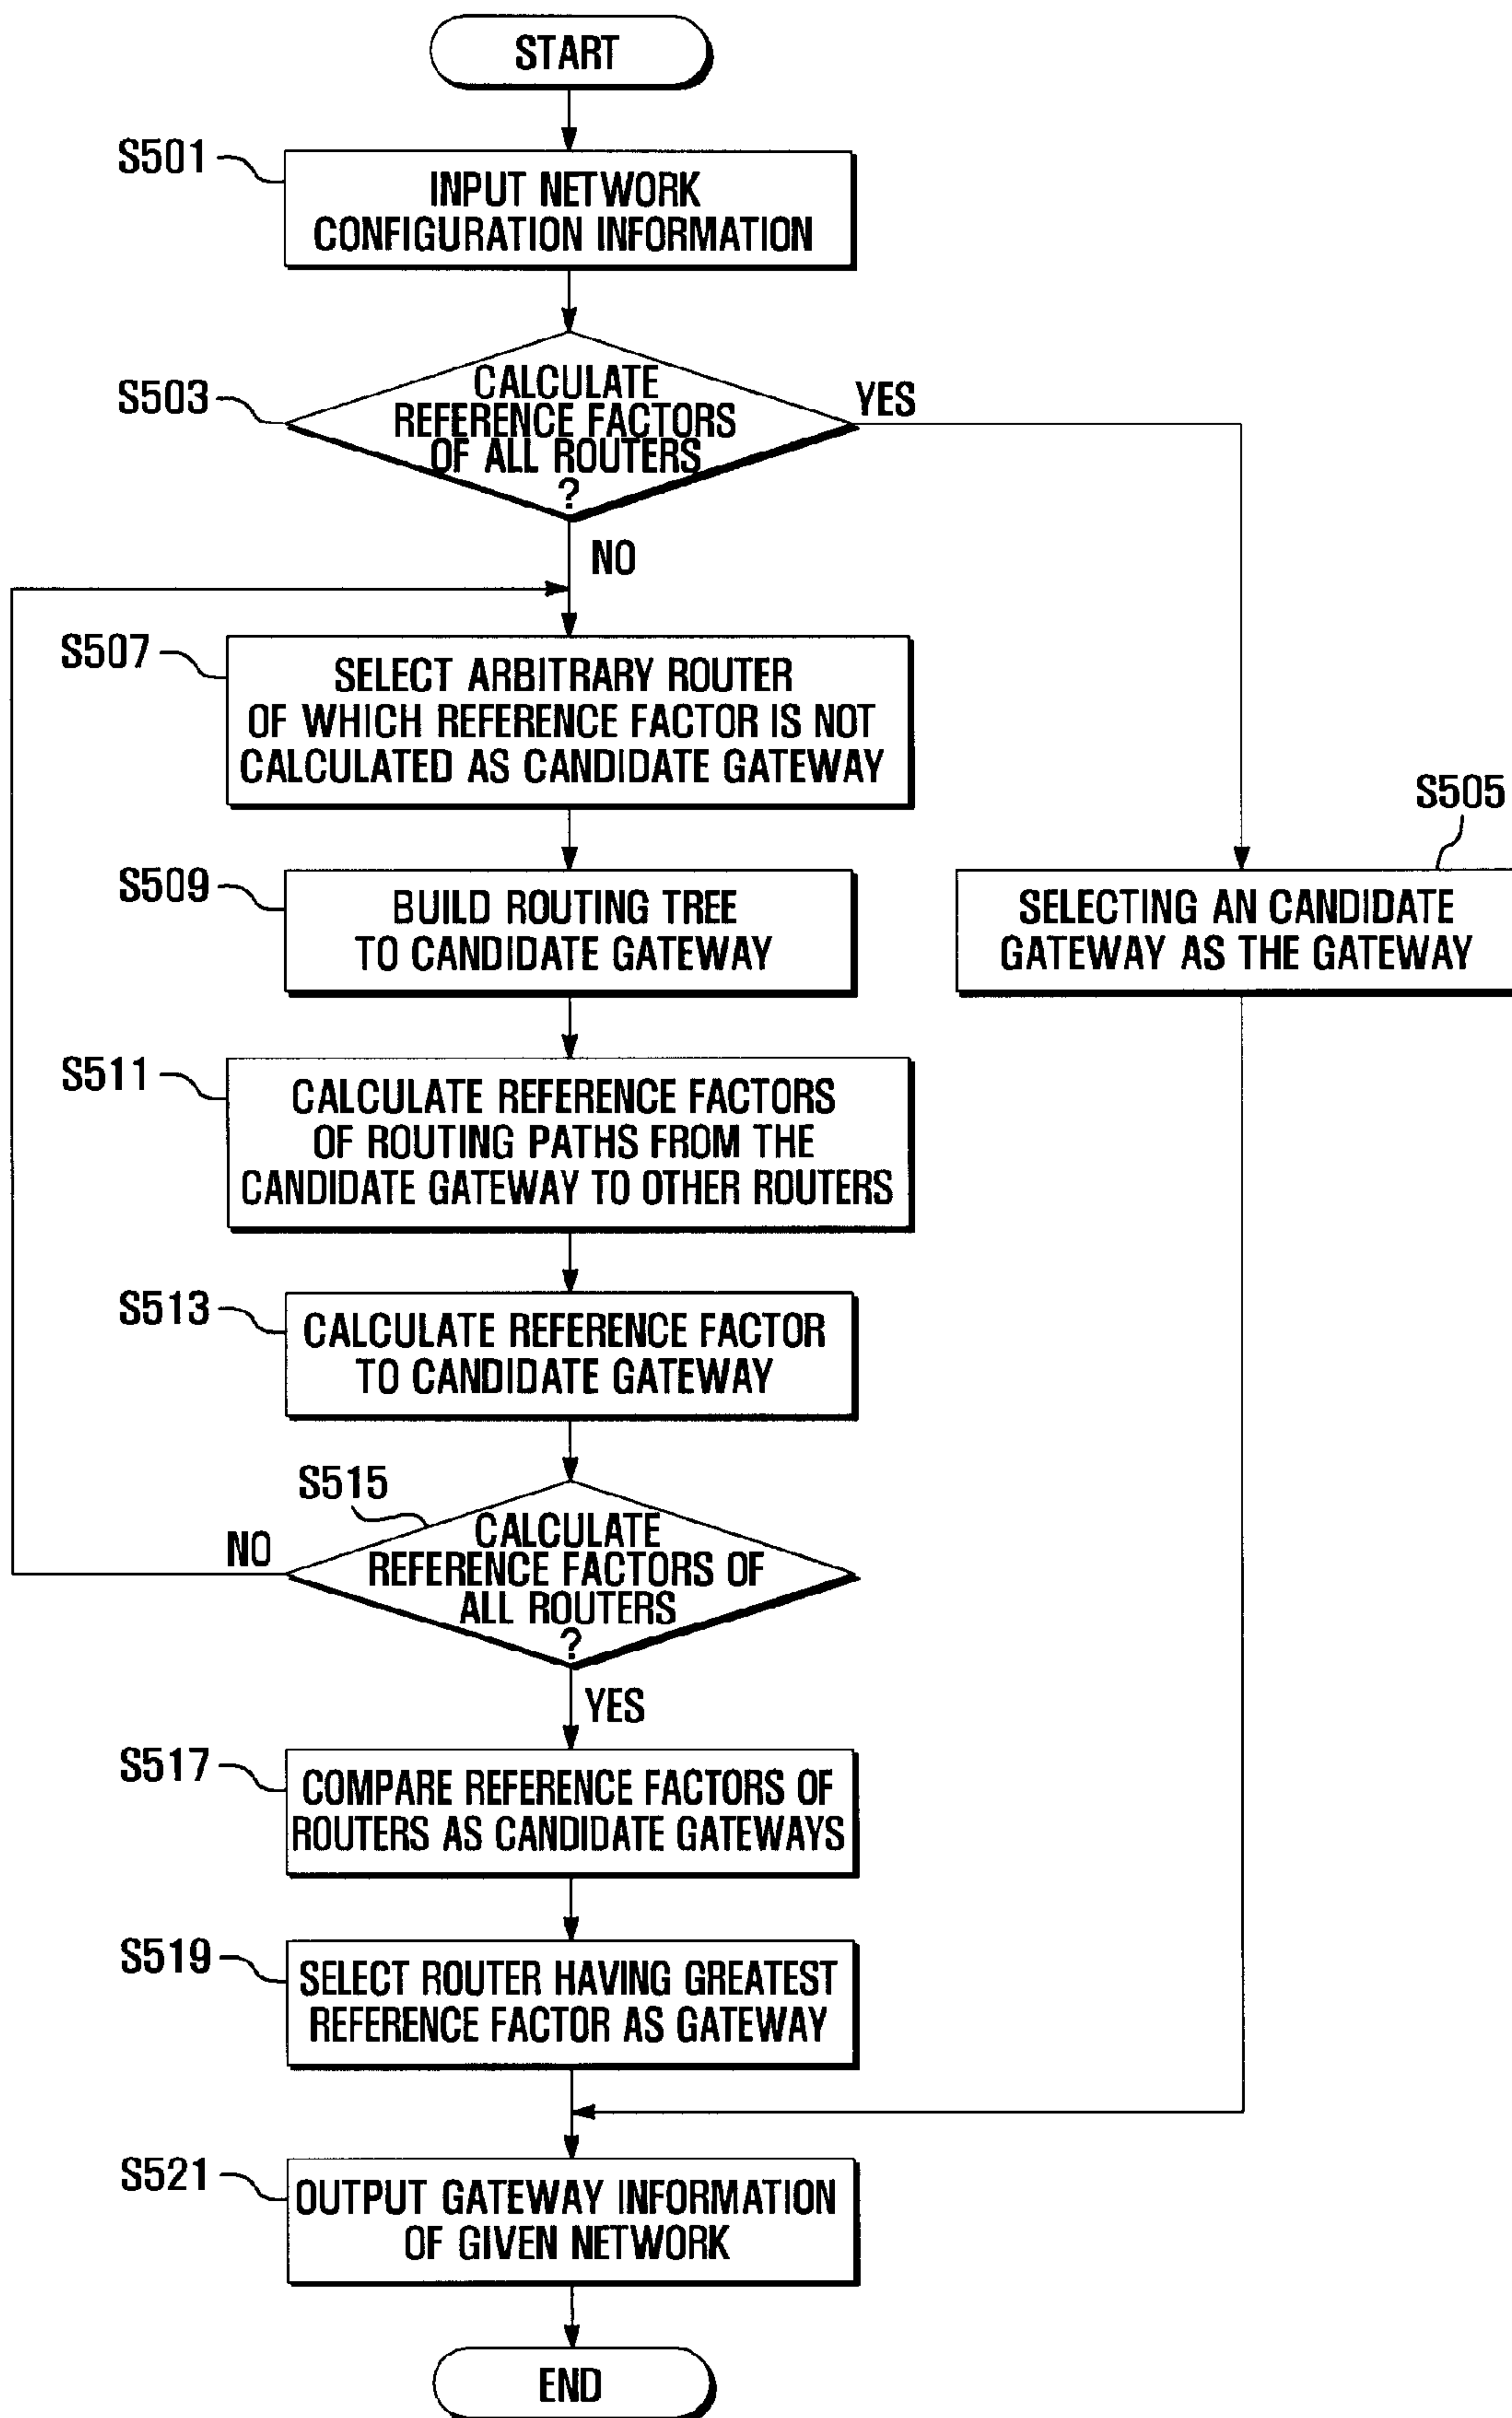 START
S501
INPUT NETWORK
CONFIGURATION INFORMATION
S503
CALCULATE
REFERENCE FACTORS
OF ALL ROUTERS
?
YES
NO
S507
SELECT ARBITRARY ROUTER
OF WHICH REFERENCE FACTOR IS NOT
CALCULATED AS CANDIDATE GATEWAY
S505
SELECTING AN CANDIDATE
GATEWAY AS THE GATEWAY
S509
BUILD ROUTING TREE
TO CANDIDATE GATEWAY
S511
CALCULATE REFERENCE FACTORS
OF ROUTING PATHS FROM THE
CANDIDATE GATEWAY TO OTHER ROUTERS
S513
CALCULATE REFERENCE FACTOR
TO CANDIDATE GATEWAY
S515
CALCULATE
REFERENCE FACTORS OF
ALL ROUTERS
?
NO
YES
S517
COMPARE REFERENCE FACTORS OF
ROUTERS AS CANDIDATE GATEWAYS
S519
SELECT ROUTER HAVING GREATEST
REFERENCE FACTOR AS GATEWAY
S521
OUTPUT GATEWAY INFORMATION
OF GIVEN NETWORK
END